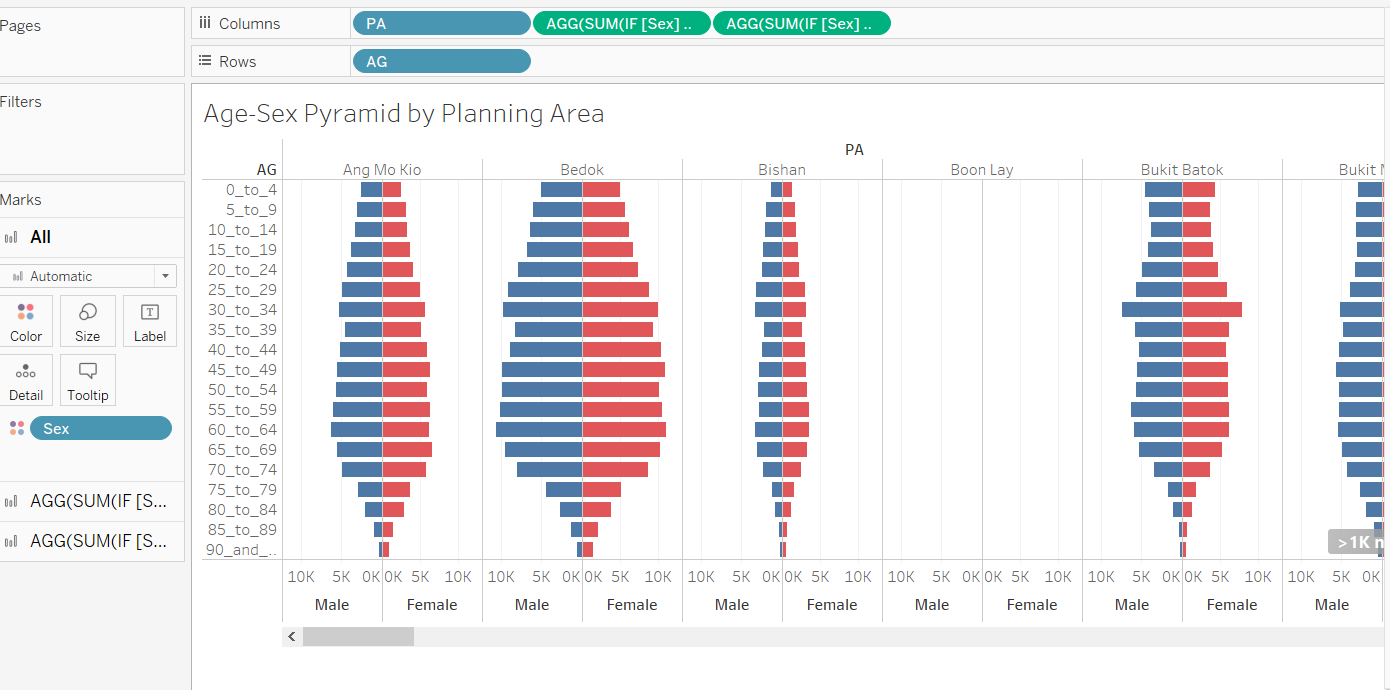 Pages
Columns PA AGG(SUM(IF [Sex] .. AGG(SUM(IF [Sex] ..
Rows AG
Filters
Marks
All
Automatic
Color Size Label
Detail Tooltip
Sex
AGG(SUM(IF [S...
AGG(SUM(IF [S...
Age-Sex Pyramid by Planning Area
PA
AG Ang Mo Kio Bedok Bishan Boon Lay Bukit Batok Bukit
0_to_4
5_to_9
10_to_14
15_to_19
20_to_24
25_to_29
30_to_34
35_to_39
40_to_44
45_to_49
50_to_54
55_to_59
60_to_64
65_to_69
70_to_74
75_to_79
80_to_84
85_to_89
90_and_..
>1K
10K 5K 0K 0K 5K 10K 10K 5K 0K 0K 5K 10K 10K 5K 0K 0K 5K 10K 10K 5K 0K 0K 5K 10K 10K 5K 0K 0K 5K 10K 10K 5K 0K
Male Female Male Female Male Female Male Female Male Female Male